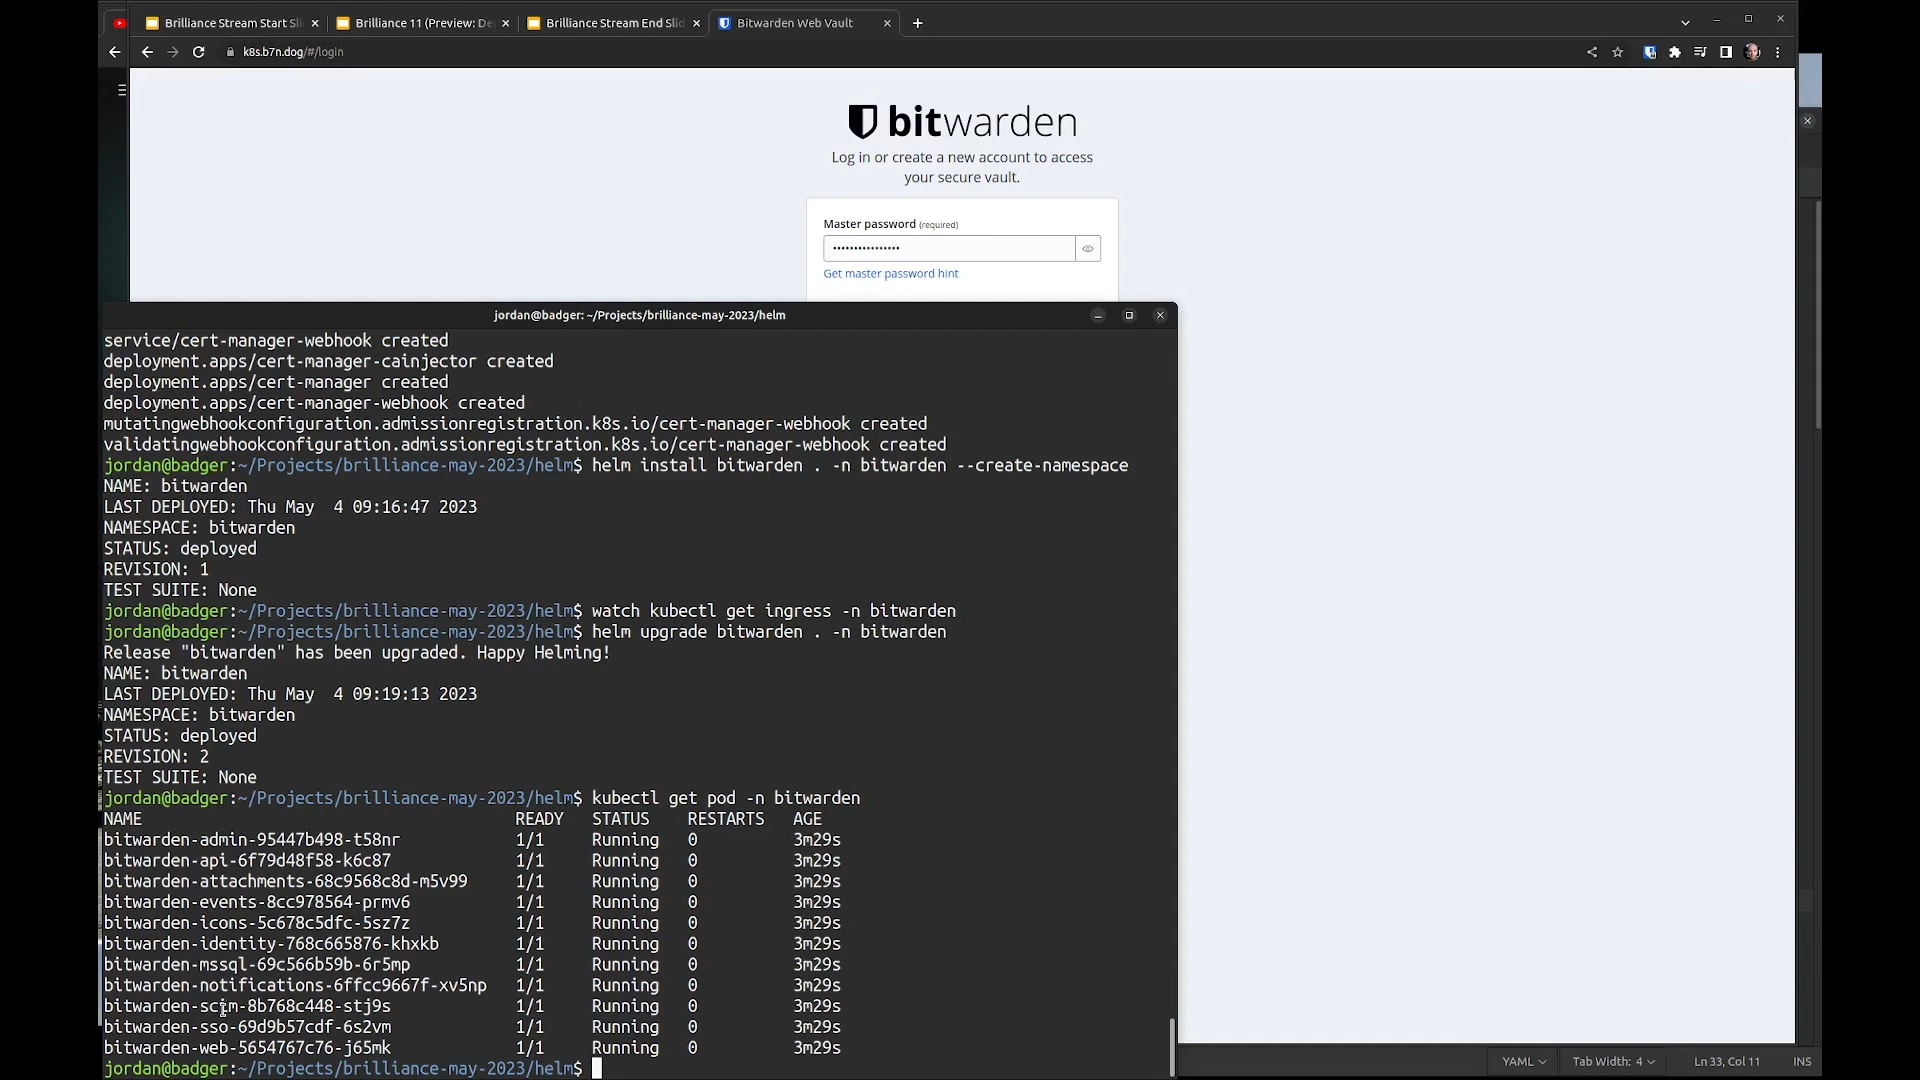 Brilliance Stream Start Sli
Brilliance 11 (Preview: De
Brilliance Stream End Slid
Bitwarden Web Vault
k8s.b7n.dog/#/login
bitwarden
Log in or create a new account to access
your secure vault.
Master password (required)
••••••••••••••••
Get master password hint
jordan@badger: ~/Projects/brilliance-may-2023/helm
service/cert-manager-webhook created
deployment.apps/cert-manager-cainjector created
deployment.apps/cert-manager created
deployment.apps/cert-manager-webhook created
mutatingwebhookconfiguration.admissionregistration.k8s.io/cert-manager-webhook created
validatingwebhookconfiguration.admissionregistration.k8s.io/cert-manager-webhook created
jordan@badger:~/Projects/brilliance-may-2023/helm$ helm install bitwarden . -n bitwarden --create-namespace
NAME: bitwarden
LAST DEPLOYED: Thu May  4 09:16:47 2023
NAMESPACE: bitwarden
STATUS: deployed
REVISION: 1
TEST SUITE: None
jordan@badger:~/Projects/brilliance-may-2023/helm$ watch kubectl get ingress -n bitwarden
jordan@badger:~/Projects/brilliance-may-2023/helm$ helm upgrade bitwarden . -n bitwarden
Release "bitwarden" has been upgraded. Happy Helming!
NAME: bitwarden
LAST DEPLOYED: Thu May  4 09:19:13 2023
NAMESPACE: bitwarden
STATUS: deployed
REVISION: 2
TEST SUITE: None
jordan@badger:~/Projects/brilliance-may-2023/helm$ kubectl get pod -n bitwarden
NAME READY STATUS RESTARTS AGE
bitwarden-admin-95447b498-t58nr 1/1 Running 0 3m29s
bitwarden-api-6f79d48f58-k6c87 1/1 Running 0 3m29s
bitwarden-attachments-68c9568c8d-m5v99 1/1 Running 0 3m29s
bitwarden-events-8cc978564-prmv6 1/1 Running 0 3m29s
bitwarden-icons-5c678c5dfc-5sz7z 1/1 Running 0 3m29s
bitwarden-identity-768c665876-khxkb 1/1 Running 0 3m29s
bitwarden-mssql-69c566b59b-6r5mp 1/1 Running 0 3m29s
bitwarden-notifications-6ffcc9667f-xv5np 1/1 Running 0 3m29s
bitwarden-scim-8b768c448-stj9s 1/1 Running 0 3m29s
bitwarden-sso-69d9b57cdf-6s2vm 1/1 Running 0 3m29s
bitwarden-web-5654767c76-j65mk 1/1 Running 0 3m29s
jordan@badger:~/Projects/brilliance-may-2023/helm$
YAML
Tab Width: 4
Ln 33, Col 11
INS